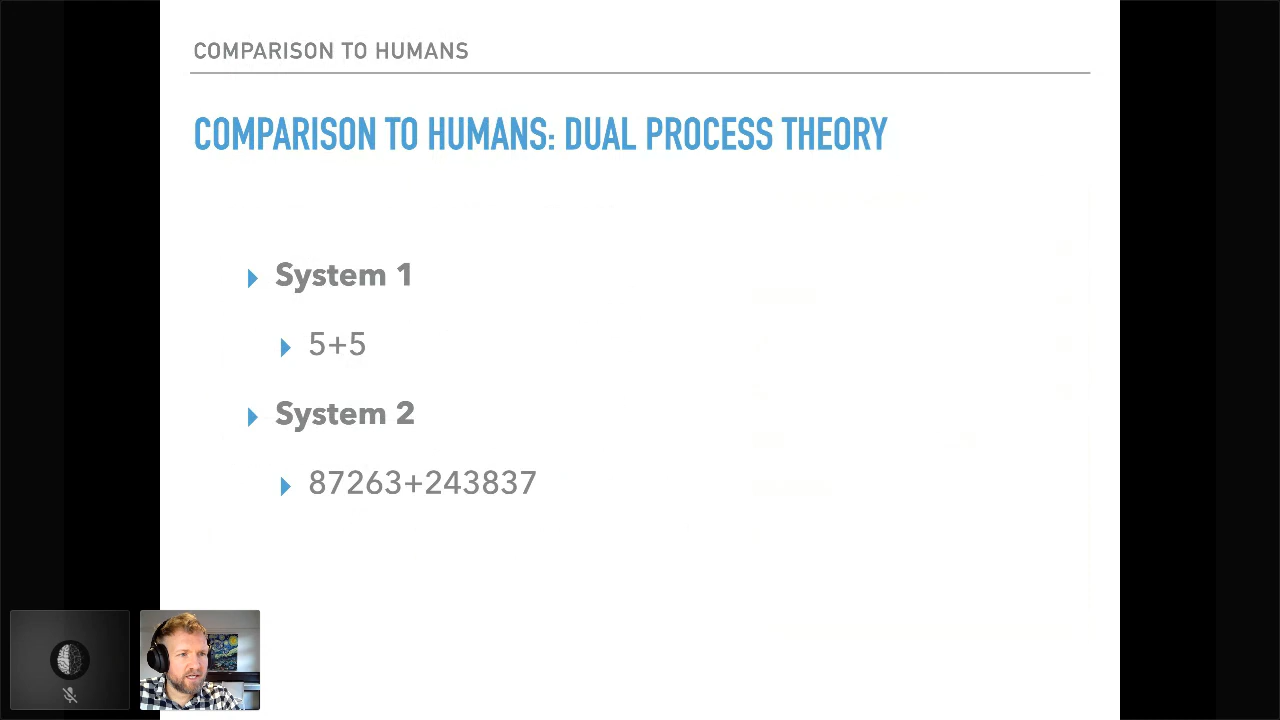 COMPARISON TO HUMANS
COMPARISON TO HUMANS: DUAL PROCESS THEORY
System 1
5+5
System 2
87263+243837